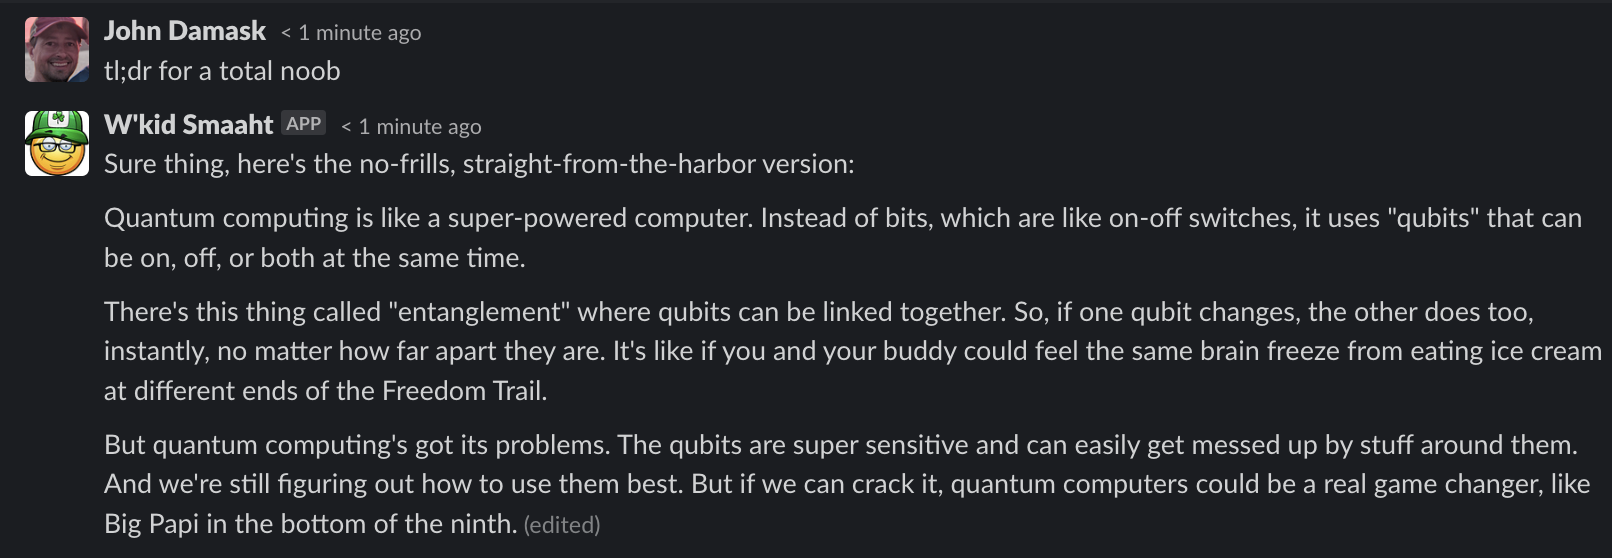 John Damask < 1 minute ago
tl;dr for a total noob
W'kid Smaaht APP < 1 minute ago
Sure thing, here's the no-frills, straight-from-the-harbor version:
Quantum computing is like a super-powered computer. Instead of bits, which are like on-off switches, it uses "qubits" that can
be on, off, or both at the same time.
There's this thing called "entanglement" where qubits can be linked together. So, if one qubit changes, the other does too,
instantly, no matter how far apart they are. It's like if you and your buddy could feel the same brain freeze from eating ice cream
at different ends of the Freedom Trail.
But quantum computing's got its problems. The qubits are super sensitive and can easily get messed up by stuff around them.
And we're still figuring out how to use them best. But if we can crack it, quantum computers could be a real game changer, like
Big Papi in the bottom of the ninth. (edited)